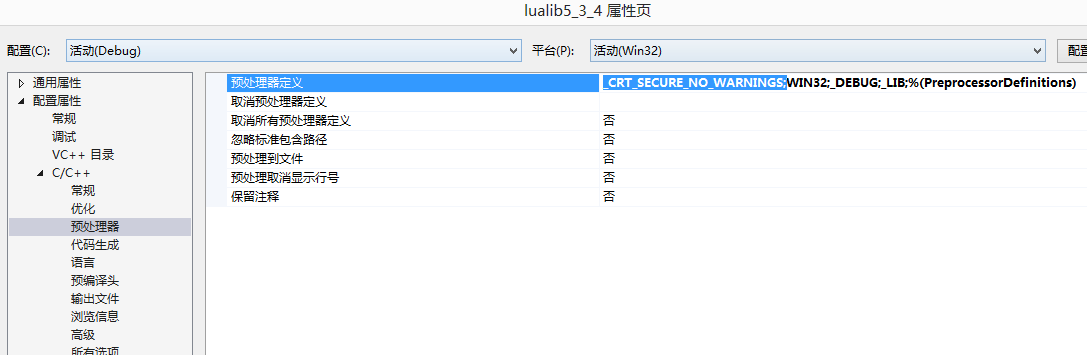 lualib5_3_4 属性页
配置(C): 活动(Debug) 平台(P): 活动(Win32) 配置
通用属性
配置属性
常规
调试
VC++ 目录
C/C++
常规
优化
预处理器
代码生成
语言
预编译头
输出文件
浏览信息
高级
所有选项
预处理器定义 _CRT_SECURE_NO_WARNINGS;WIN32;_DEBUG;_LIB;%(PreprocessorDefinitions)
取消预处理器定义
取消所有预处理器定义 否
忽略标准包含路径 否
预处理到文件 否
预处理取消显示行号 否
保留注释 否